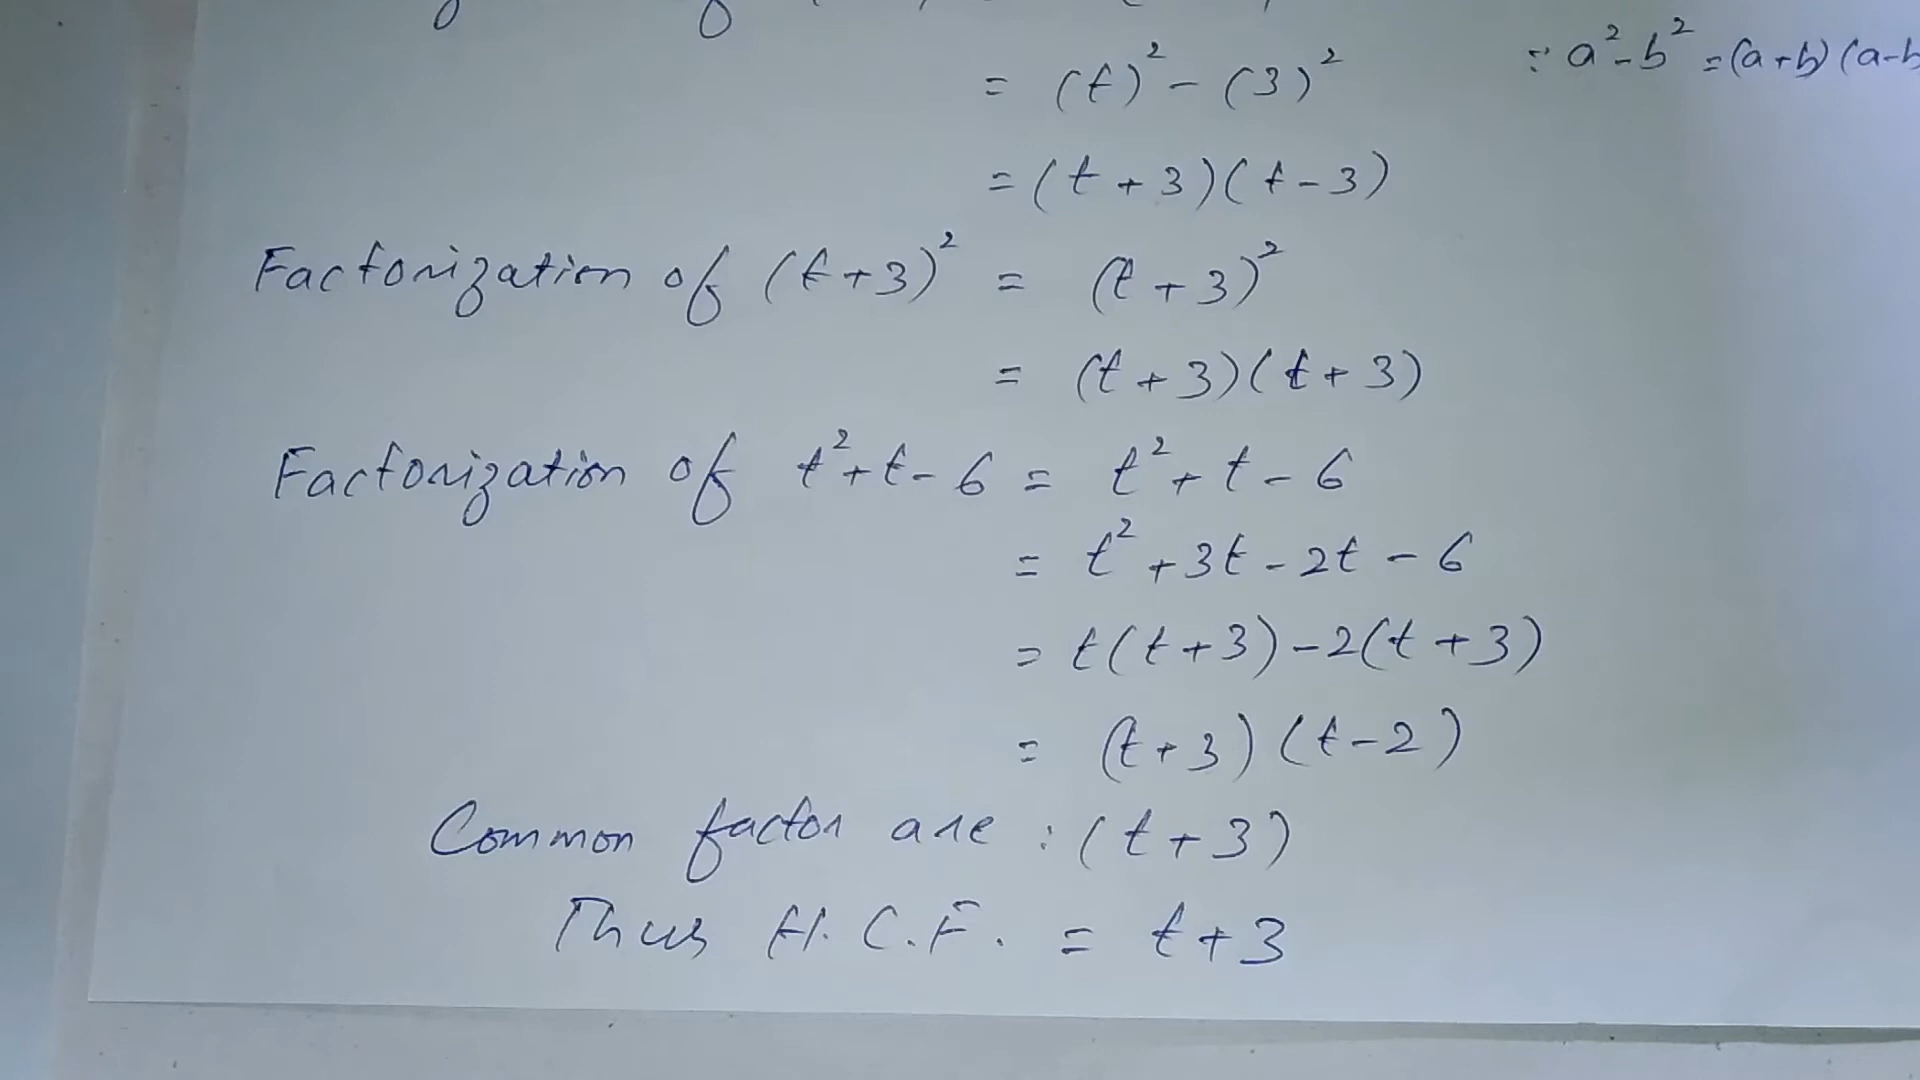 = (t)² - (3)² ∵ a² - b² = (a+b) (a-b
= (t + 3) (t - 3)
Factorization of (t+3)² = (t + 3)²
= (t + 3) (t + 3)
Factorization of t² + t - 6 = t² + t - 6
= t² + 3t - 2t - 6
= t(t + 3) - 2(t + 3)
= (t + 3) (t - 2)
Common factor are : (t + 3)
Thus H.C.F. = t + 3